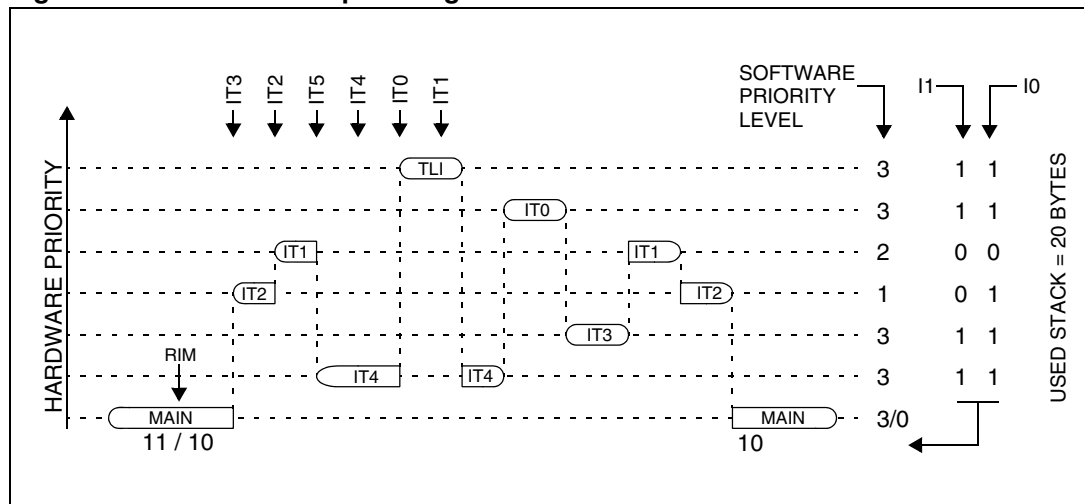 IT3
IT2
IT5
IT4
IT0
IT1
SOFTWARE
PRIORITY
LEVEL
I1
I0
HARDWARE PRIORITY
USED STACK = 20 BYTES
TLI
3
1 1
IT0
3
1 1
IT1
IT1
2
0 0
IT2
IT2
1
0 1
IT3
3
1 1
RIM
IT4
IT4
3
1 1
MAIN
MAIN
3/0
11 / 10
10